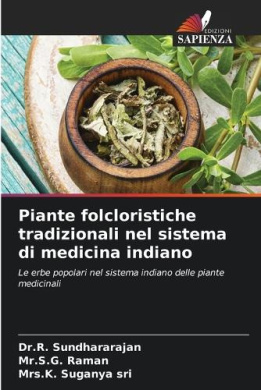 EDIZIONI
SAPIENZA
Piante folcloristiche
tradizionali nel sistema
di medicina indiano
Le erbe popolari nel sistema indiano delle piante
medicinali
Dr.R. Sundhararajan
Mr.S.G. Raman
Mrs.K. Suganya sri